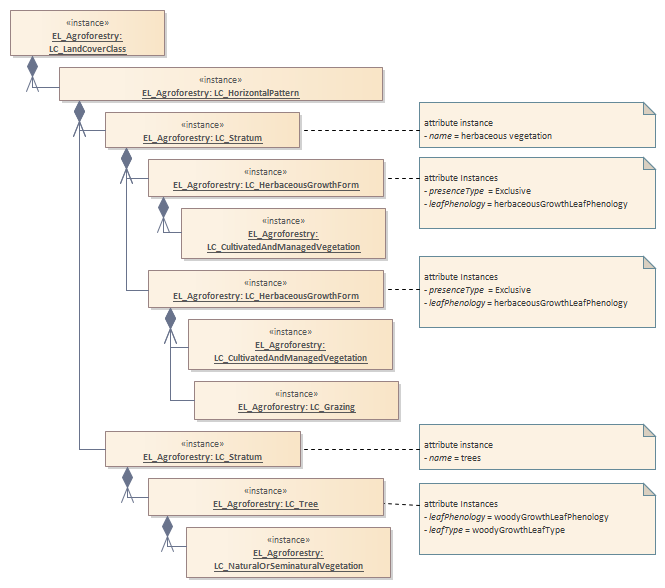 «instance»
EL_Agroforestry:
LC_LandCoverClass
«instance»
EL_Agroforestry: LC_HorizontalPattern
«instance»
EL_Agroforestry: LC_Stratum
attribute instance
- name = herbaceous vegetation
«instance»
EL_Agroforestry: LC_HerbaceousGrowthForm
attribute Instances
- presenceType = Exclusive
- leafPhenology = herbaceousGrowthLeafPhenology
«instance»
EL_Agroforestry:
LC_CultivatedAndManagedVegetation
«instance»
EL_Agroforestry: LC_HerbaceousGrowthForm
attribute Instances
- presenceType = Exclusive
- leafPhenology = herbaceousGrowthLeafPhenology
«instance»
EL_Agroforestry:
LC_CultivatedAndManagedVegetation
«instance»
EL_Agroforestry: LC_Grazing
«instance»
EL_Agroforestry: LC_Stratum
attribute instance
- name = trees
«instance»
EL_Agroforestry: LC_Tree
attribute Instances
- leafPhenology = woodyGrowthLeafPhenology
- leafType = woodyGrowthLeafType
«instance»
EL_Agroforestry:
LC_NaturalOrSeminaturalVegetation